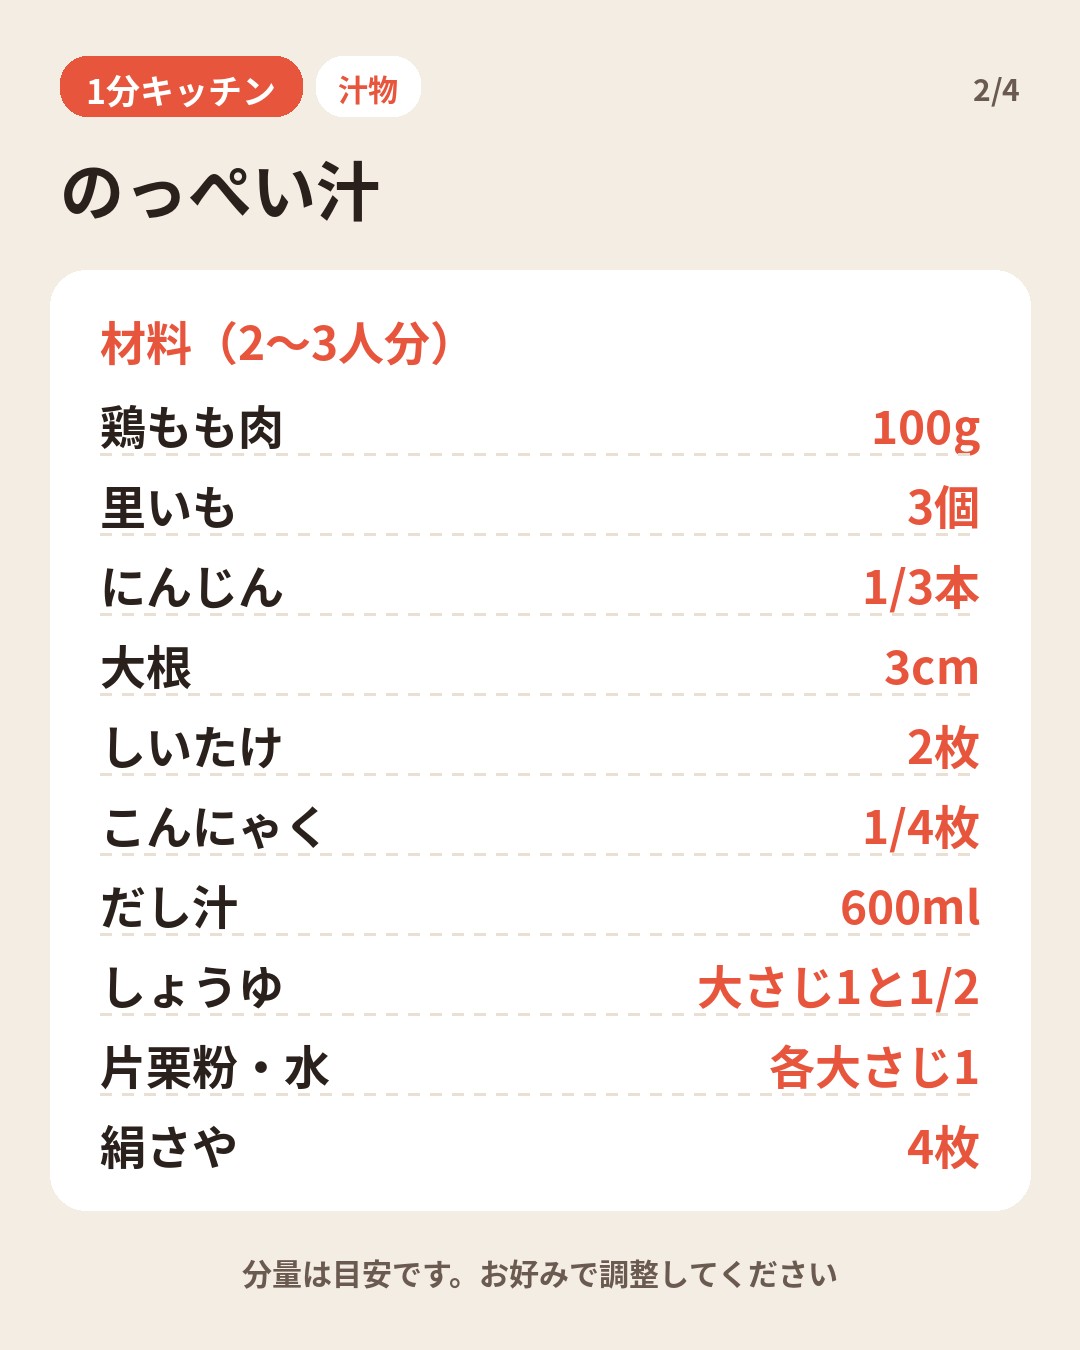 1分キッチン 汁物 2/4
のっぺい汁
材料（2〜3人分）
鶏もも肉 100g
里いも 3個
にんじん 1/3本
大根 3cm
しいたけ 2枚
こんにゃく 1/4枚
だし汁 600ml
しょうゆ 大さじ1と1/2
片栗粉・水 各大さじ1
絹さや 4枚
分量は目安です。お好みで調整してください